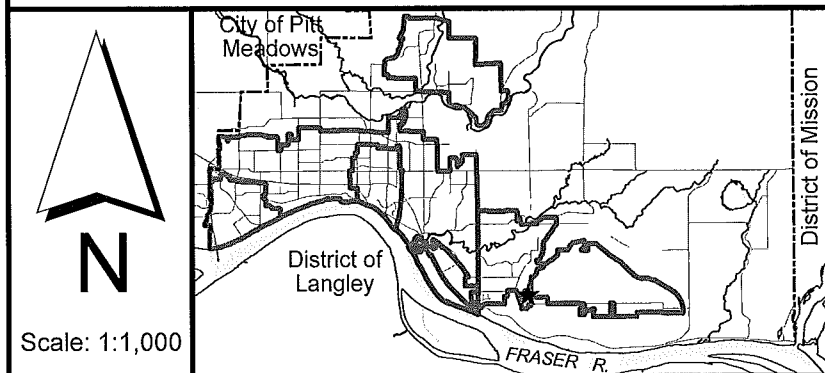 City of Pitt
Meadows
District of Mission
District of
Langley
N
Scale: 1:1,000
FRASER R.